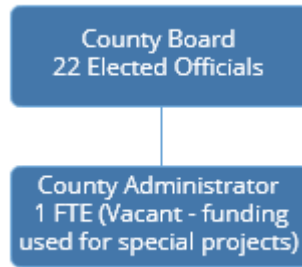 County Board
22 Elected Officials
County Administrator
1 FTE (Vacant - funding
used for special projects)